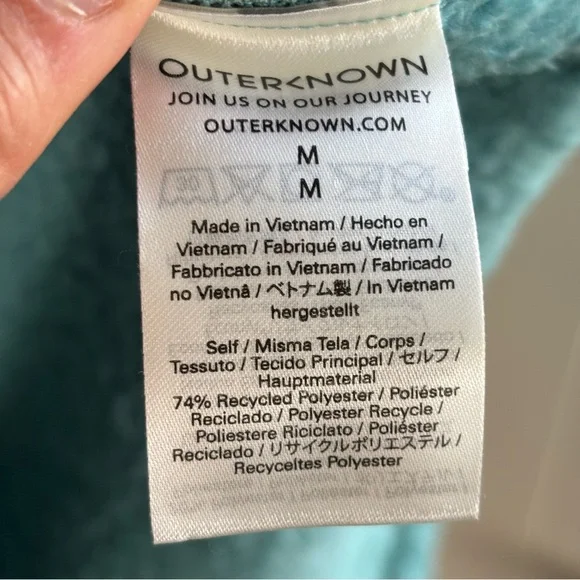 OUTERKNOWN
JOIN US ON OUR JOURNEY
OUTERKNOWN.COM
M
M
Made in Vietnam / Hecho en
Vietnam / Fabriqué au Vietnam /
Fabbricato in Vietnam / Fabricado
no Vietnã / ベトナム製 / In Vietnam
hergestellt
Self / Misma Tela / Corps /
Tessuto / Tecido Principal / セルフ /
Hauptmaterial
74% Recycled Polyester / Poliéster
Reciclado / Polyester Recycle /
Poliestere Riciclato / Poliéster
Reciclado / リサイクルポリエステル /
Recyceltes Polyester